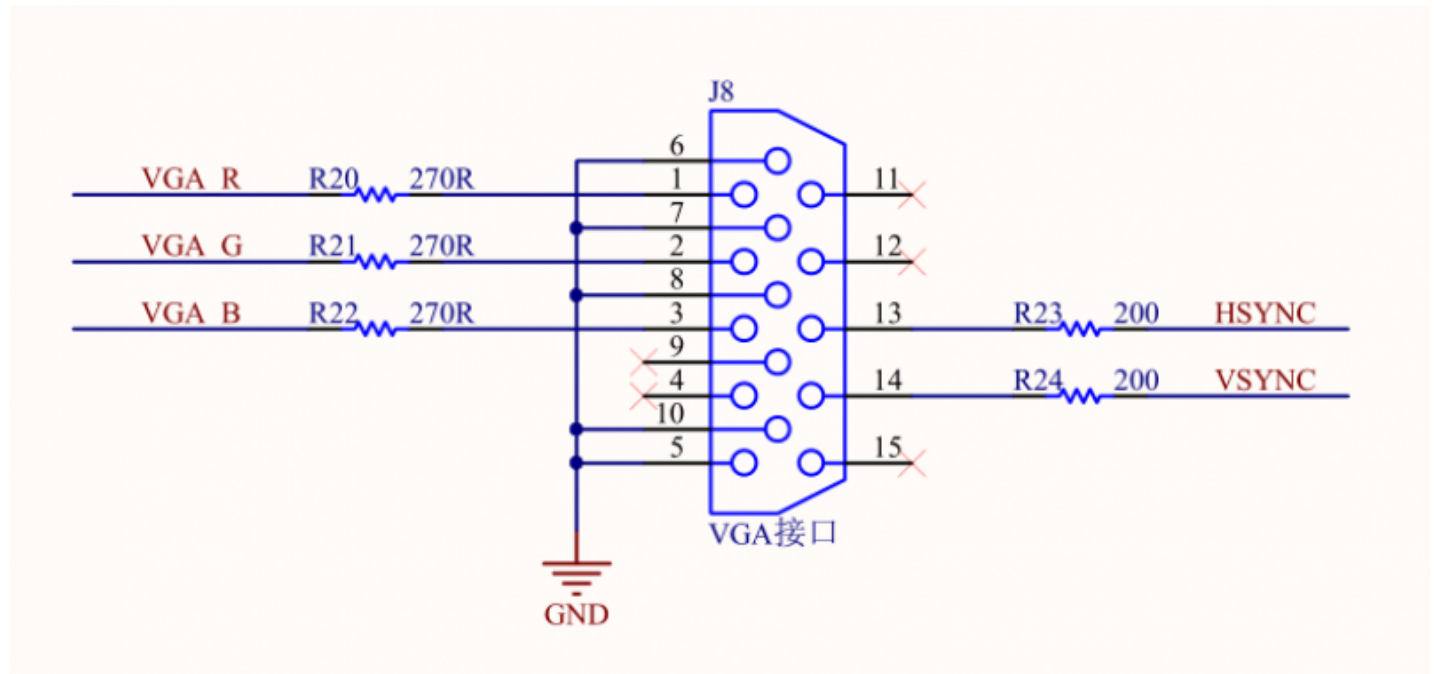 J8
6
VGA R R20 270R 1 11
7
VGA G R21 270R 2 12
8
VGA B R22 270R 3 13 R23 200 HSYNC
9
4 14 R24 200 VSYNC
10
5 15
VGA接口
GND